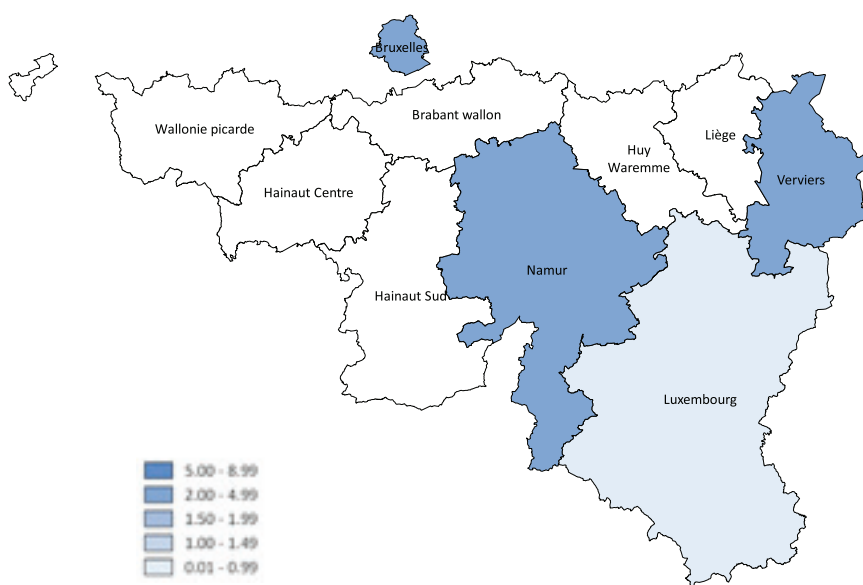 Bruxelles
Wallonie picarde
Brabant wallon
Liège
Huy
Waremme
Verviers
Hainaut Centre
Namur
Hainaut Sud
Luxembourg
5.00 - 8.99
2.00 - 4.99
1.50 - 1.99
1.00 - 1.49
0.01 - 0.99